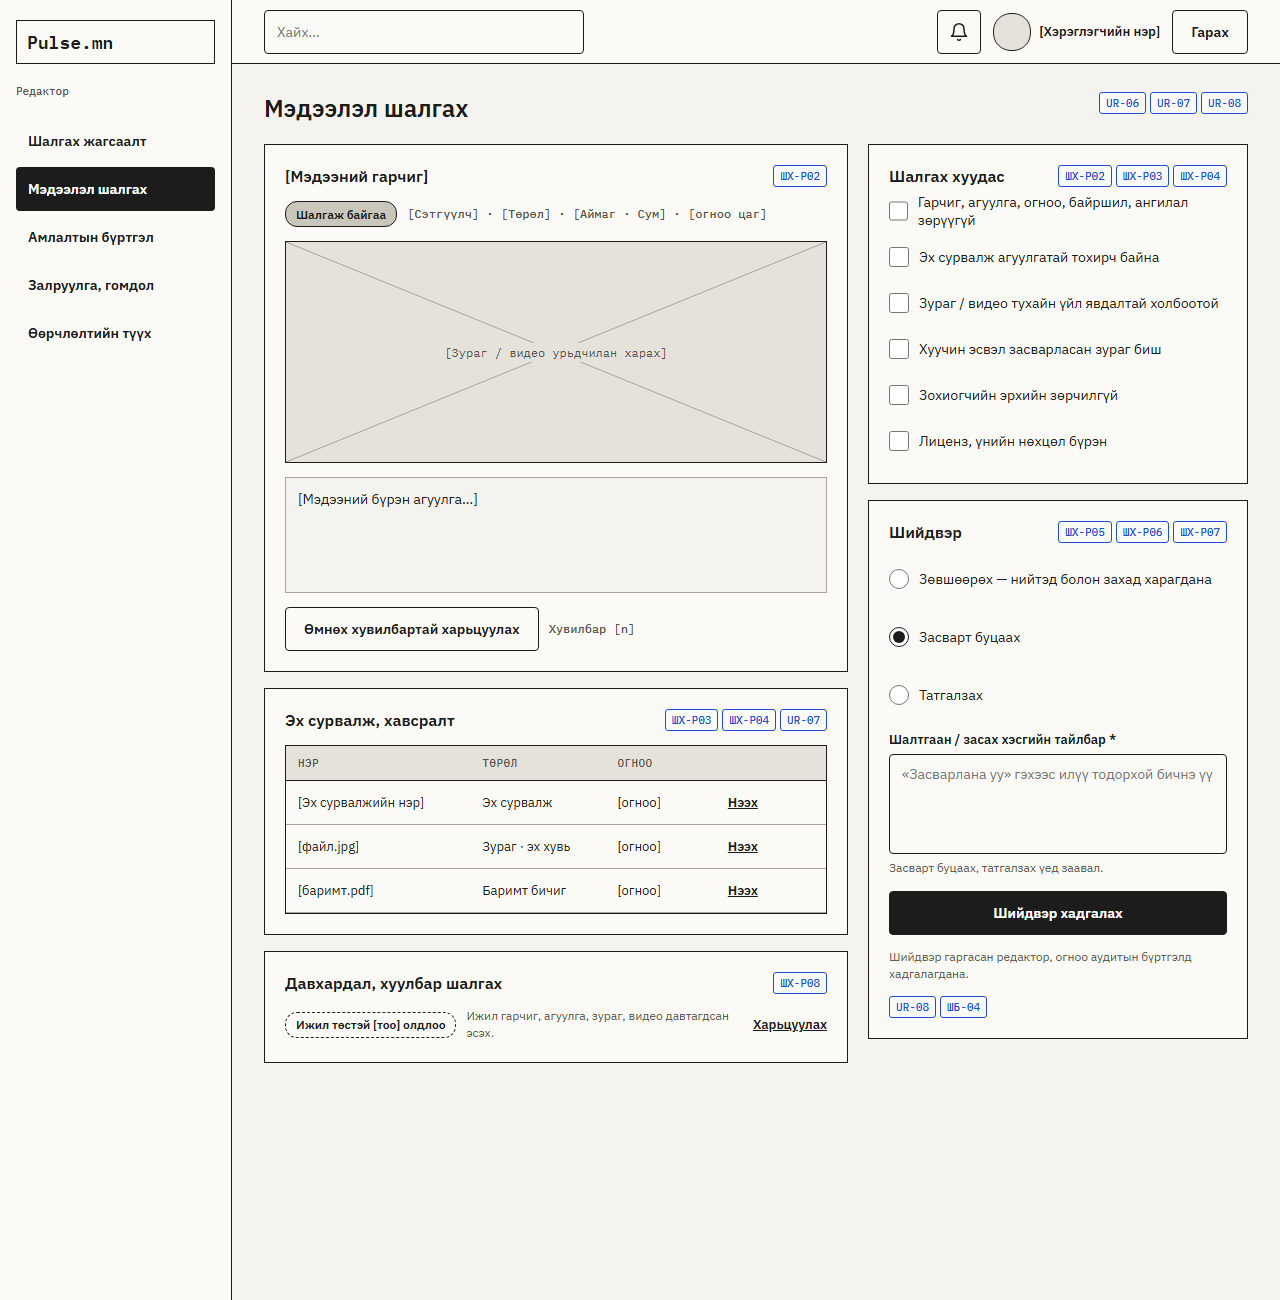 Pulse.mn
Редактор
Шалгах жагсаалт
Мэдээлэл шалгах
Амлалтын бүртгэл
Залруулга, гомдол
Өөрчлөлтийн түүх
Хайх...
[Хэрэглэгчийн нэр]
Гарах
Мэдээлэл шалгах
UR-06 UR-07 UR-08
[Мэдээний гарчиг]
ШХ-Р02
Шалгаж байгаа
[Сэтгүүлч] · [Төрөл] · [Аймаг · Сум] · [огноо цаг]
[Зураг / видео урьдчилан харах]
[Мэдээний бүрэн агуулга...]
Өмнөх хувилбартай харьцуулах
Хувилбар [n]
Эх сурвалж, хавсралт
ШХ-Р03 ШХ-Р04 UR-07
НЭР ТӨРӨЛ ОГНОО
[Эх сурвалжийн нэр] Эх сурвалж [огноо] Нээх
[файл.jpg] Зураг · эх хувь [огноо] Нээх
[баримт.pdf] Баримт бичиг [огноо] Нээх
Давхардал, хуулбар шалгах
ШХ-Р08
Ижил төстэй [тоо] олдлоо
Ижил гарчиг, агуулга, зураг, видео давтагдсан
эсэх.
Харьцуулах
Шалгах хуудас
ШХ-Р02 ШХ-Р03 ШХ-Р04
Гарчиг, агуулга, огноо, байршил, ангилал
зөрүүгүй
Эх сурвалж агуулгатай тохирч байна
Зураг / видео тухайн үйл явдалтай холбоотой
Хуучин эсвэл засварласан зураг биш
Зохиогчийн эрхийн зөрчилгүй
Лиценз, үнийн нөхцөл бүрэн
Шийдвэр
ШХ-Р05 ШХ-Р06 ШХ-Р07
Зөвшөөрөх — нийтэд болон захад харагдана
Засварт буцаах
Татгалзах
Шалтгаан / засах хэсгийн тайлбар *
«Засварлана уу» гэхээс илүү тодорхой бичнэ үү
Засварт буцаах, татгалзах үед заавал.
Шийдвэр хадгалах
Шийдвэр гаргасан редактор, огноо аудитын бүртгэлд
хадгалагдана.
UR-08 ШБ-04